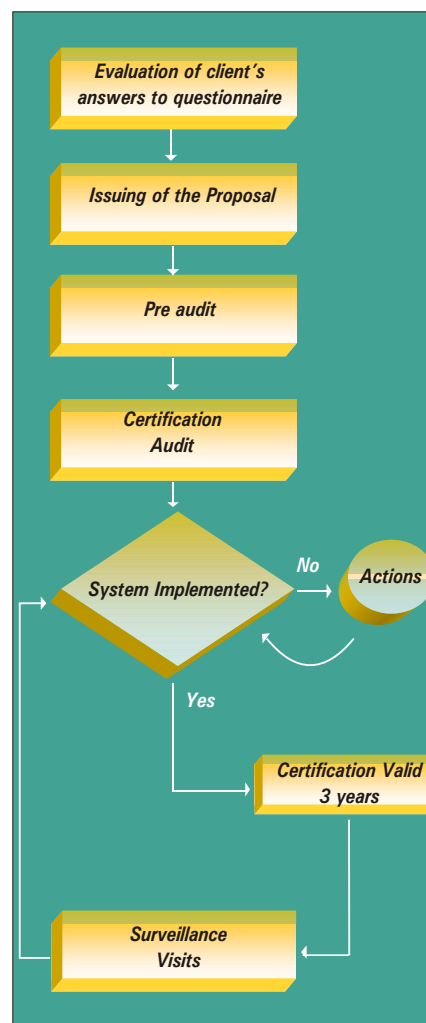 Evaluation of client's
answers to questionnaire
Issuing of the Proposal
Pre audit
Certification
Audit
System Implemented?
No
Actions
Yes
Certification Valid
3 years
Surveillance
Visits